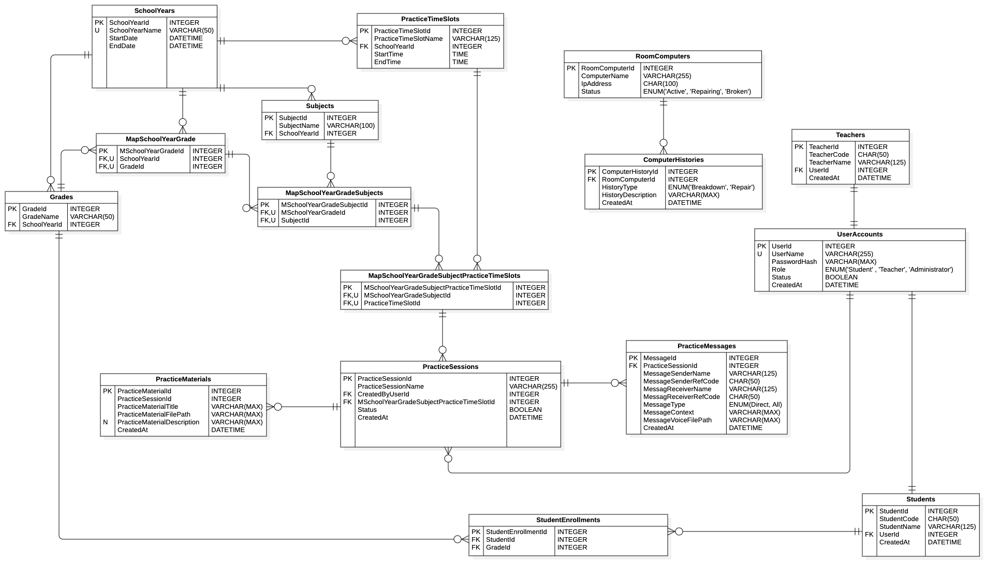 SchoolYears
PK SchoolYearId INTEGER
U SchoolYearName VARCHAR(50)
StartDate DATETIME
EndDate DATETIME
PracticeTimeSlots
PK PracticeTimeSlotId INTEGER
PracticeTimeSlotName VARCHAR(125)
FK SchoolYearId INTEGER
StartTime TIME
EndTime TIME
RoomComputers
PK RoomComputerId INTEGER
ComputerName VARCHAR(255)
IpAddress CHAR(100)
Status ENUM('Active', 'Repairing', 'Broken')
Subjects
PK SubjectId INTEGER
SubjectName VARCHAR(100)
FK SchoolYearId INTEGER
MapSchoolYearGrade
PK MSchoolYearGradeId INTEGER
FK,U SchoolYearId INTEGER
FK,U GradeId INTEGER
Teachers
PK TeacherId INTEGER
TeacherCode CHAR(50)
TeacherName VARCHAR(125)
FK UserId INTEGER
CreatedAt DATETIME
ComputerHistories
PK ComputerHistoryId INTEGER
FK RoomComputerId INTEGER
HistoryType ENUM('Breakdown', 'Repair')
HistoryDescription VARCHAR(MAX)
CreatedAt DATETIME
Grades
PK GradeId INTEGER
GradeName VARCHAR(50)
FK SchoolYearId INTEGER
MapSchoolYearGradeSubjects
PK MSchoolYearGradeSubjectId INTEGER
FK,U MSchoolYearGradeId INTEGER
FK,U SubjectId INTEGER
UserAccounts
PK UserId INTEGER
U UserName VARCHAR(255)
PasswordHash VARCHAR(MAX)
Role ENUM('Student' , 'Teacher', 'Administrator')
Status BOOLEAN
CreatedAt DATETIME
MapSchoolYearGradeSubjectPracticeTimeSlots
PK MSchoolYearGradeSubjectPracticeTimeSlotId INTEGER
FK,U MSchoolYearGradeSubjectId INTEGER
FK,U PracticeTimeSlotId INTEGER
PracticeMessages
PK MessageId INTEGER
FK PracticeSessionId INTEGER
MessageSenderName VARCHAR(125)
MessageSenderRefCode CHAR(50)
MessagReceiverName VARCHAR(125)
MessagReceiverRefCode CHAR(50)
MessageType ENUM(Direct, All)
MessageContext VARCHAR(MAX)
MessageVoiceFilePath VARCHAR(MAX)
CreatedAt DATETIME
PracticeSessions
PK PracticeSessionId INTEGER
PracticeSessionName VARCHAR(255)
FK CreatedByUserId INTEGER
FK MSchoolYearGradeSubjectPracticeTimeSlotId INTEGER
Status BOOLEAN
CreatedAt DATETIME
PracticeMaterials
PK PracticeMaterialId INTEGER
PracticeSessionId INTEGER
PracticeMaterialTitle VARCHAR(MAX)
PracticeMaterialFilePath VARCHAR(MAX)
N PracticeMaterialDescription VARCHAR(MAX)
CreatedAt DATETIME
Students
PK StudentId INTEGER
StudentCode CHAR(50)
StudentName VARCHAR(125)
FK UserId INTEGER
CreatedAt DATETIME
StudentEnrollments
PK StudentEnrollmentId INTEGER
FK StudentId INTEGER
FK GradeId INTEGER